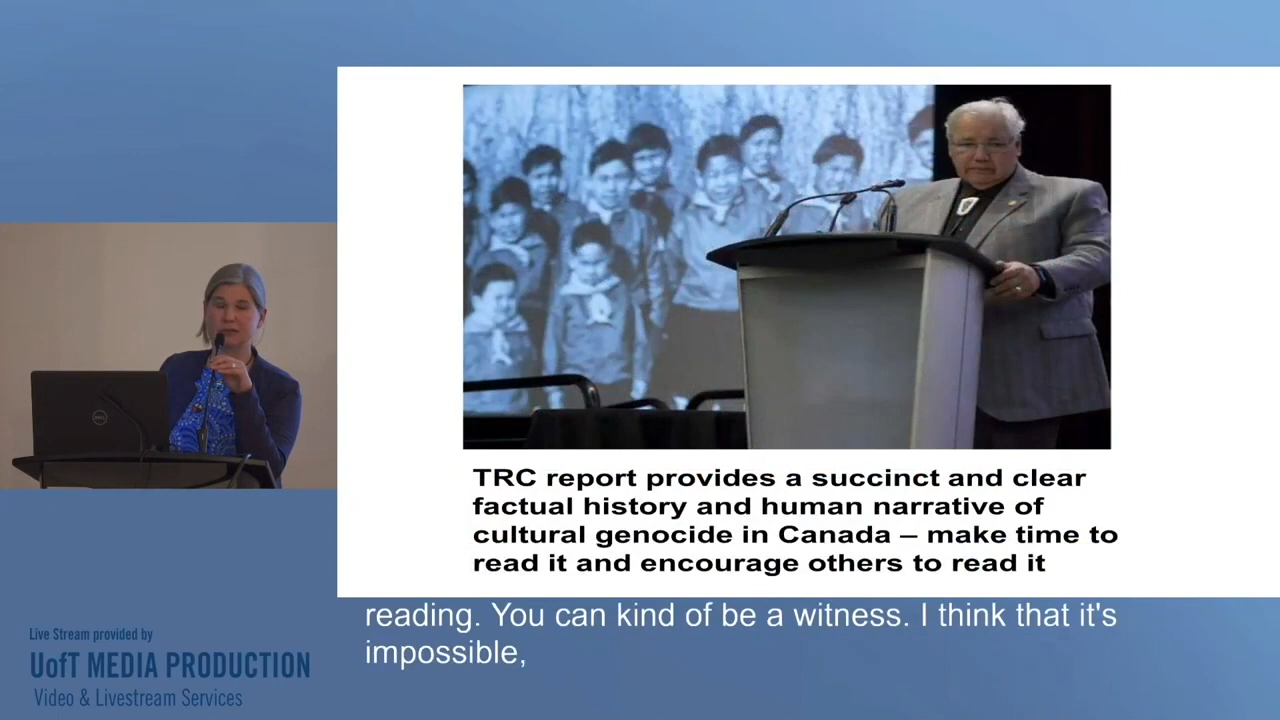 TRC report provides a succinct and clear
factual history and human narrative of
cultural genocide in Canada – make time to
read it and encourage others to read it
reading. You can kind of be a witness. I think that it's
impossible,
Live Stream provided by
UofT MEDIA PRODUCTION
Video & Livestream Services
DELL